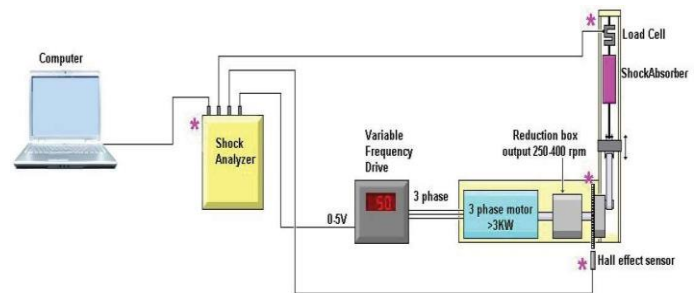 Load Cell
Computer
ShockAbsorber
Shock
Analyzer
Variable
Frequency
Drive
Reduction box
output 250-400 rpm
50
3 phase
3 phase motor
>3KW
0-5V
Hall effect sensor